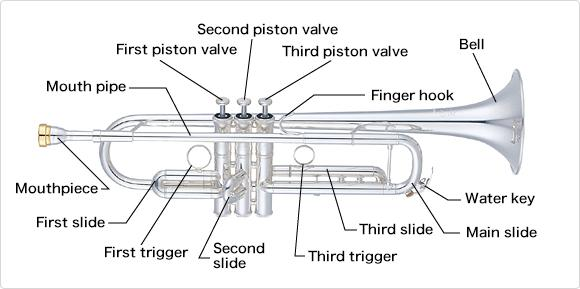 Second piston valve
First piston valve
Third piston valve
Bell
Mouth pipe
Finger hook
Mouthpiece
Water key
First slide
Third slide
Main slide
First trigger
Second
slide
Third trigger